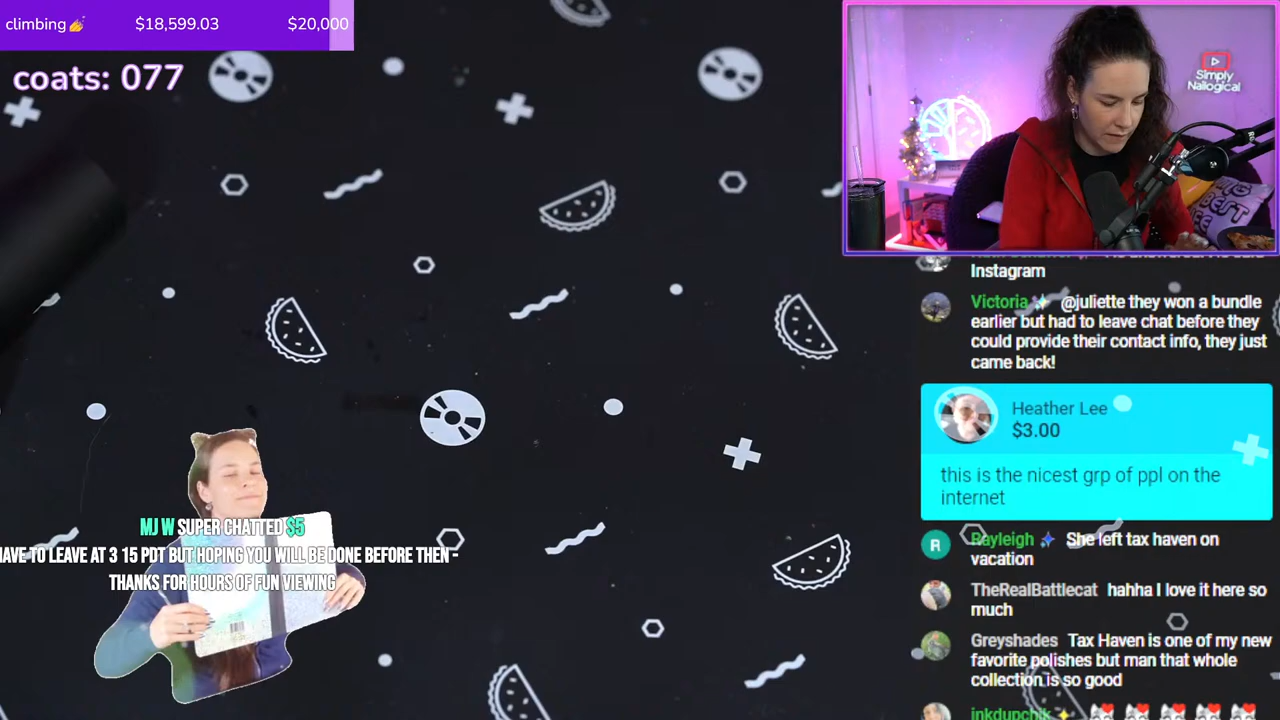 climbing💅 $18,599.03 $20,000
coats: 077
Simply
Nailogical
Instagram
Victoria ✨ @juliette they won a bundle
earlier but had to leave chat before they
could provide their contact info, they just
came back!
Heather Lee
$3.00
this is the nicest grp of ppl on the
internet
R Rayleigh She left tax haven on
vacation
TheRealBattlecat hahha I love it here so
much
Greyshades Tax Haven is one of my new
favorite polishes but man that whole
collection is so good
inkdupchik
MJ W SUPER CHATTED $5
HAVE TO LEAVE AT 3 15 PDT BUT HOPING YOU WILL BE DONE BEFORE THEN -
THANKS FOR HOURS OF FUN VIEWING